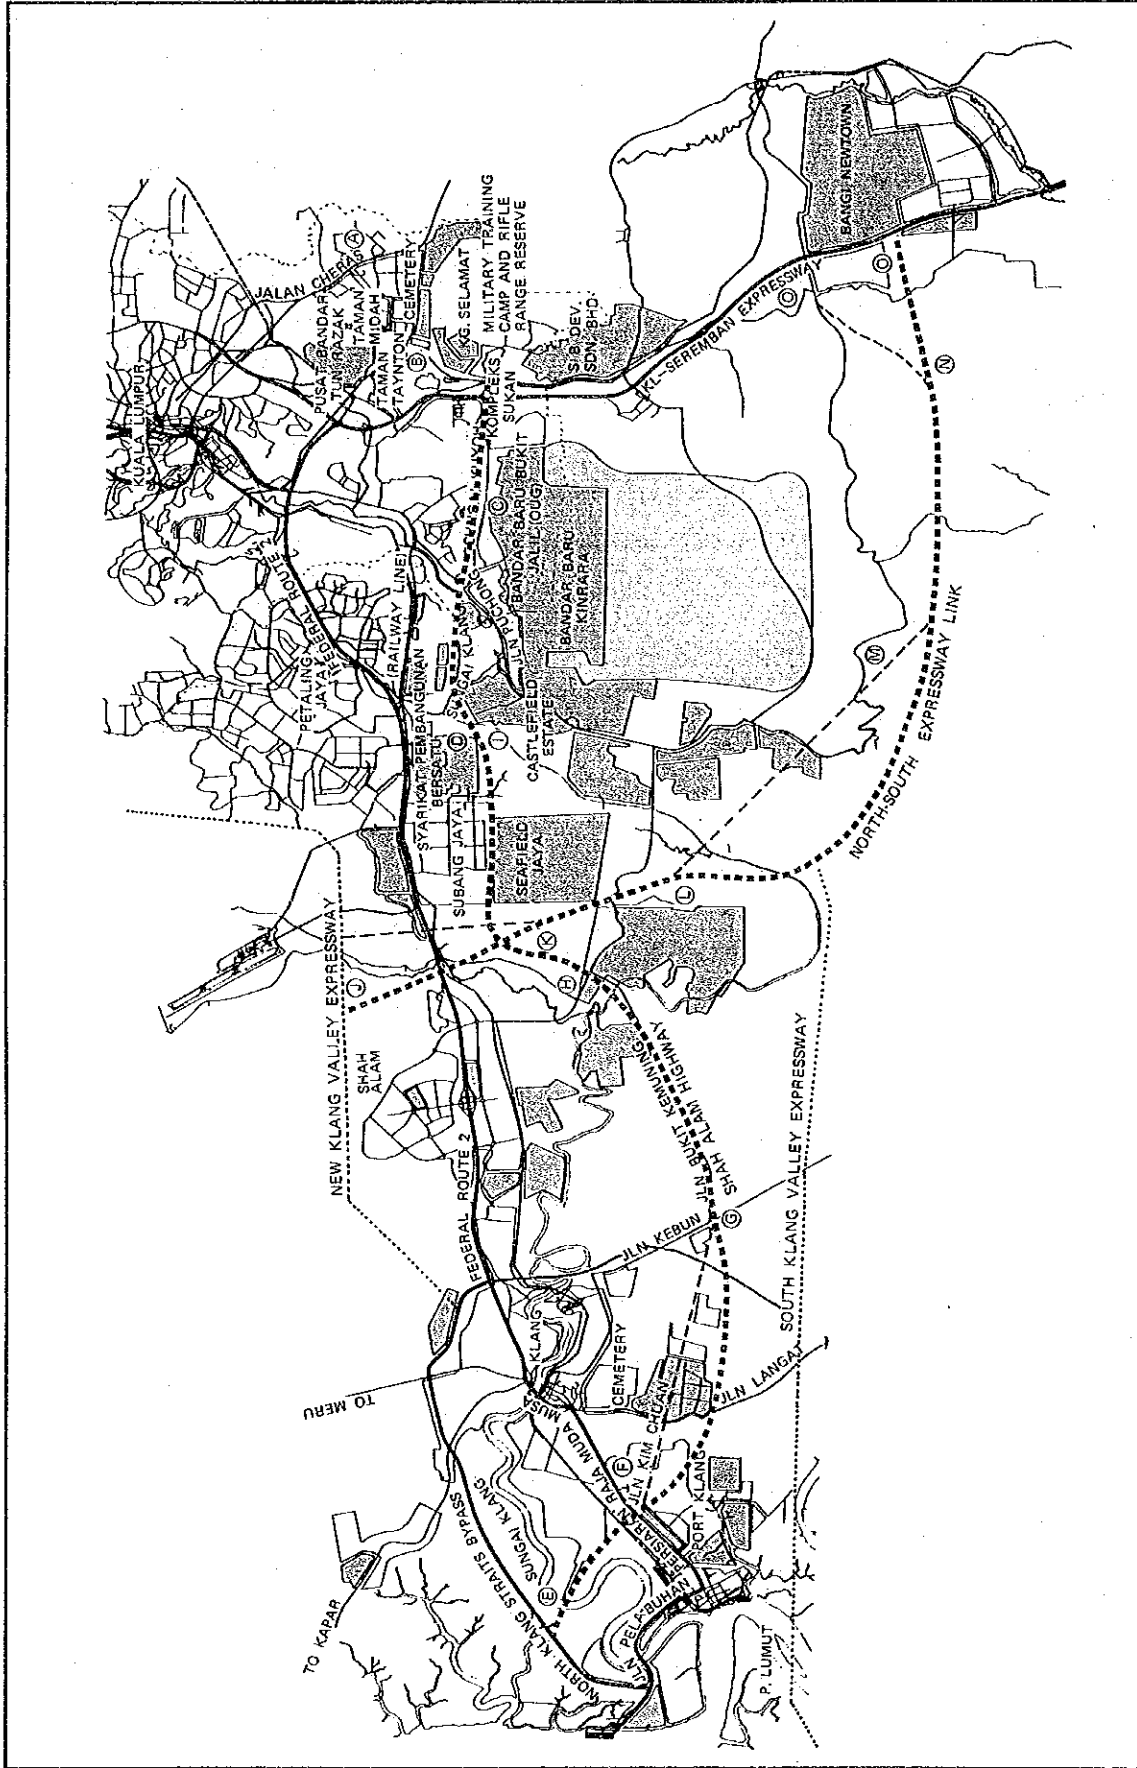 KUALA LUMPUR
JALAN CHERAS
A
PUSAT BANDAR
TUN RAZAK
TAMAN
TAMAN MIDAH
TAYNTON
CEMETERY
B
KG. SELAMAT
MILITARY TRAINING
CAMP AND RIFLE
RANGE RESERVE
KOMPLEKS
SUKAN
S B DEV.
SDN BHD
KL-SEREMBAN EXPRESSWAY
BANGI NEWTOWN
O
O
N
PETALING
JAYA
(FEDERAL ROUTE 2)
(RAILWAY LINE)
SYARIKAT PEMBANGUNAN
BERSATU
D
SUNGAI KLANG
JLN PUCHONG
C
BANDAR BARU BUKIT
JALIL (OUG)
BANDAR BARU
KINRARA
CASTLEFIELD
ESTATE
I
SUBANG JAYA
SEAFIELD
JAYA
M
NORTH-SOUTH EXPRESSWAY LINK
L
K
H
J
NEW KLANG VALLEY EXPRESSWAY
SHAH
ALAM
FEDERAL ROUTE 2
JLN BUKIT KEMUNING
SHAH ALAM HIGHWAY
G
JLN KEBUN
SOUTH KLANG VALLEY EXPRESSWAY
KLANG
CEMETERY
JLN LANGAT
TO MERU
MUSA
JLN RAJA MUDA
F
JLN KIM CHUAN
PERSIARAN
PORT KLANG
JLN PELABUHAN
NORTH KLANG STRAITS BYPASS
SUNGAI KLANG
E
TO KAPAR
P. LUMUT